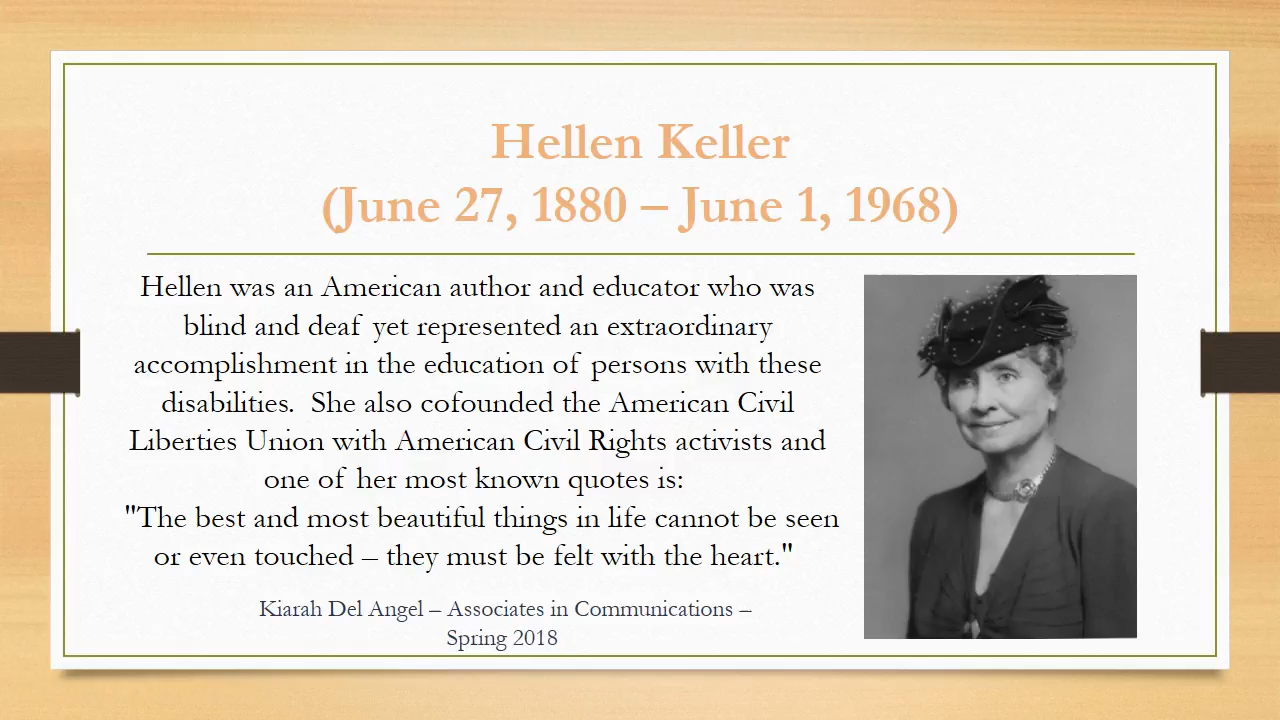 Hellen Keller
(June 27, 1880 – June 1, 1968)
Hellen was an American author and educator who was
blind and deaf yet represented an extraordinary
accomplishment in the education of persons with these
disabilities.  She also cofounded the American Civil
Liberties Union with American Civil Rights activists and
one of her most known quotes is:
"The best and most beautiful things in life cannot be seen
or even touched – they must be felt with the heart."
Kiarah Del Angel – Associates in Communications –
Spring 2018